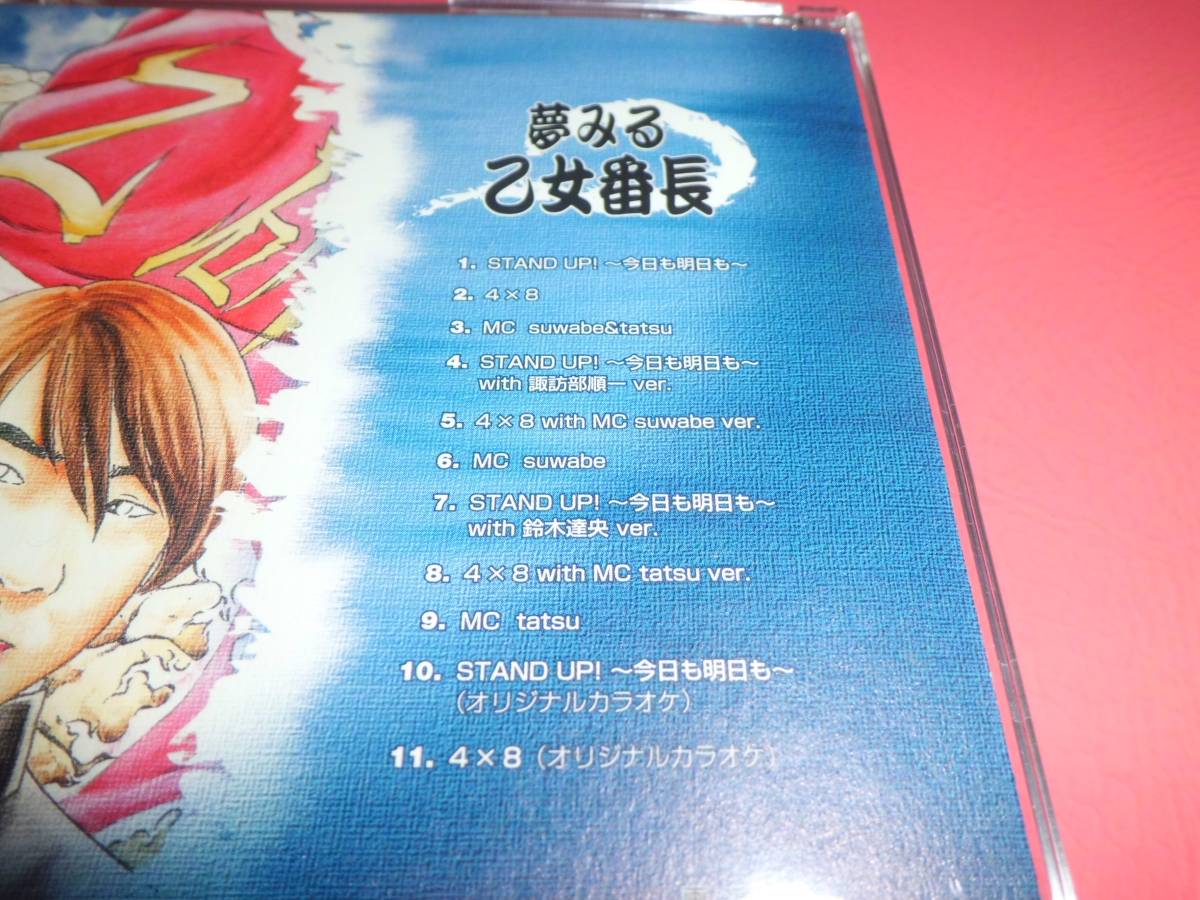 夢みる
乙女番長
1. STAND UP! ～今日も明日も～
2. 4×8
3. MC suwabe&tatsu
4. STAND UP! ～今日も明日も～
with 諏訪部順一 ver.
5. 4×8 with MC suwabe ver.
6. MC suwabe
7. STAND UP! ～今日も明日も～
with 鈴木達央 ver.
8. 4×8 with MC tatsu ver.
9. MC tatsu
10. STAND UP! ～今日も明日も～
（オリジナルカラオケ）
11. 4×8（オリジナルカラオケ）